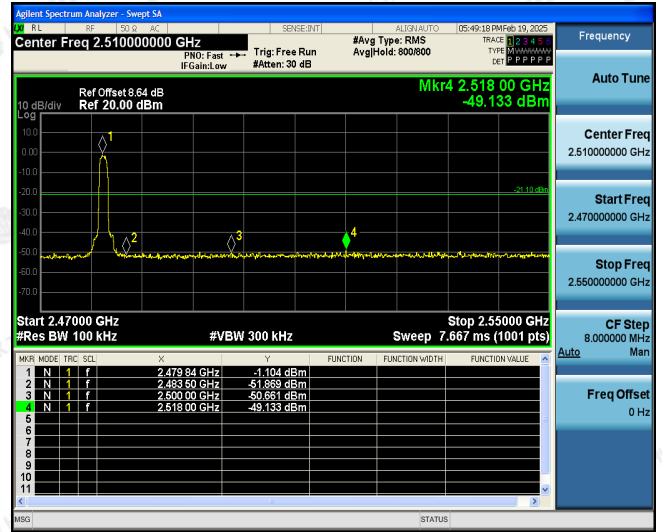 Agilent Spectrum Analyzer - Swept SA
LXI RL RF 50 Ω AC SENSE:INT ALIGN AUTO 05:49:18 PM Feb 19, 2025
Center Freq 2.510000000 GHz
#Avg Type: RMS
TRACE 1 2 3 4 5 6
PNO: Fast
Trig: Free Run
Avg|Hold: 800/800
TYPE M
IFGain:Low
#Atten: 30 dB
DET P P P P P P
Frequency
Auto Tune
Center Freq
2.510000000 GHz
Start Freq
2.470000000 GHz
Stop Freq
2.550000000 GHz
CF Step
8.000000 MHz
Auto Man
Freq Offset
0 Hz
Ref Offset 8.64 dB
Mkr4 2.518 00 GHz
10 dB/div Ref 20.00 dBm
-49.133 dBm
Log
10.0
0.00
-10.0
-20.0
-30.0
-40.0
-50.0
-60.0
-70.0
1
2
3
4
-21.10 dBm
Start 2.47000 GHz Stop 2.55000 GHz
#Res BW 100 kHz #VBW 300 kHz Sweep 7.667 ms (1001 pts)
MKR MODE TRC SCL X Y FUNCTION FUNCTION WIDTH FUNCTION VALUE
1 N 1 f 2.479 84 GHz -1.104 dBm
2 N 1 f 2.483 50 GHz -51.869 dBm
3 N 1 f 2.500 00 GHz -50.661 dBm
4 N 1 f 2.518 00 GHz -49.133 dBm
5
6
7
8
9
10
11
MSG STATUS